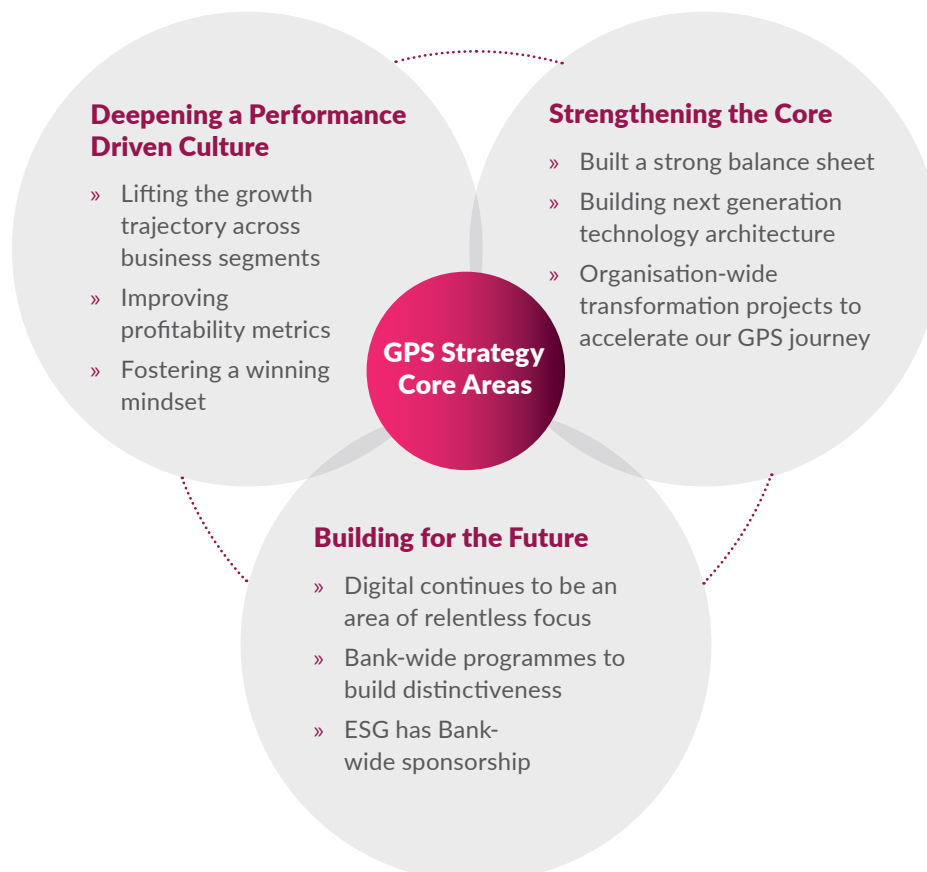 Deepening a Performance
Driven Culture
» Lifting the growth
trajectory across
business segments
» Improving
profitability metrics
» Fostering a winning
mindset
Strengthening the Core
» Built a strong balance sheet
» Building next generation
technology architecture
» Organisation-wide
transformation projects to
accelerate our GPS journey
GPS Strategy
Core Areas
Building for the Future
» Digital continues to be an
area of relentless focus
» Bank-wide programmes to
build distinctiveness
» ESG has Bank-
wide sponsorship